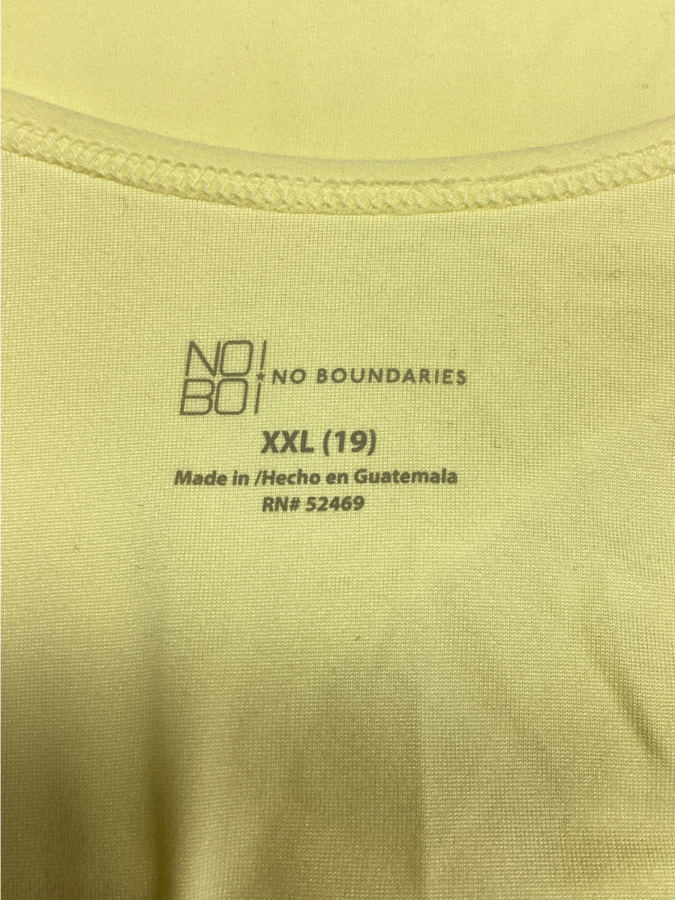 NO!
BO! NO BOUNDARIES
XXL (19)
Made in /Hecho en Guatemala
RN# 52469